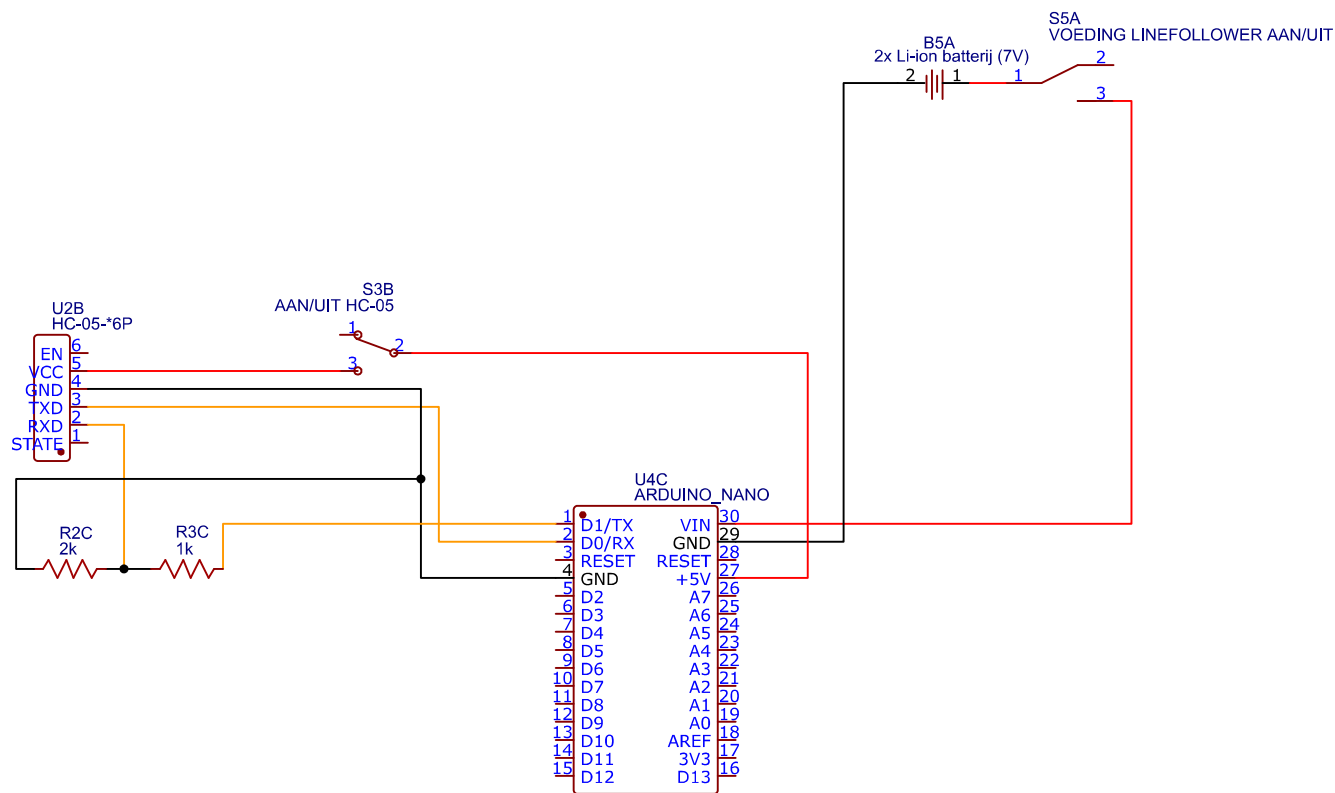 S5A
VOEDING LINEFOLLOWER AAN/UIT
B5A
2x Li-ion batterij (7V)
2 1
1 2
3
S3B
AAN/UIT HC-05
1
2
3
U2B
HC-05-*6P
EN 6
VCC 5
GND 4
TXD 3
RXD 2
STATE 1
R2C
2k
R3C
1k
U4C
ARDUINO_NANO
1 D1/TX VIN 30
2 D0/RX GND 29
3 RESET RESET 28
4 GND +5V 27
5 D2 A7 26
6 D3 A6 25
7 D4 A5 24
8 D5 A4 23
9 D6 A3 22
10 D7 A2 21
11 D8 A1 20
12 D9 A0 19
13 D10 AREF 18
14 D11 3V3 17
15 D12 D13 16